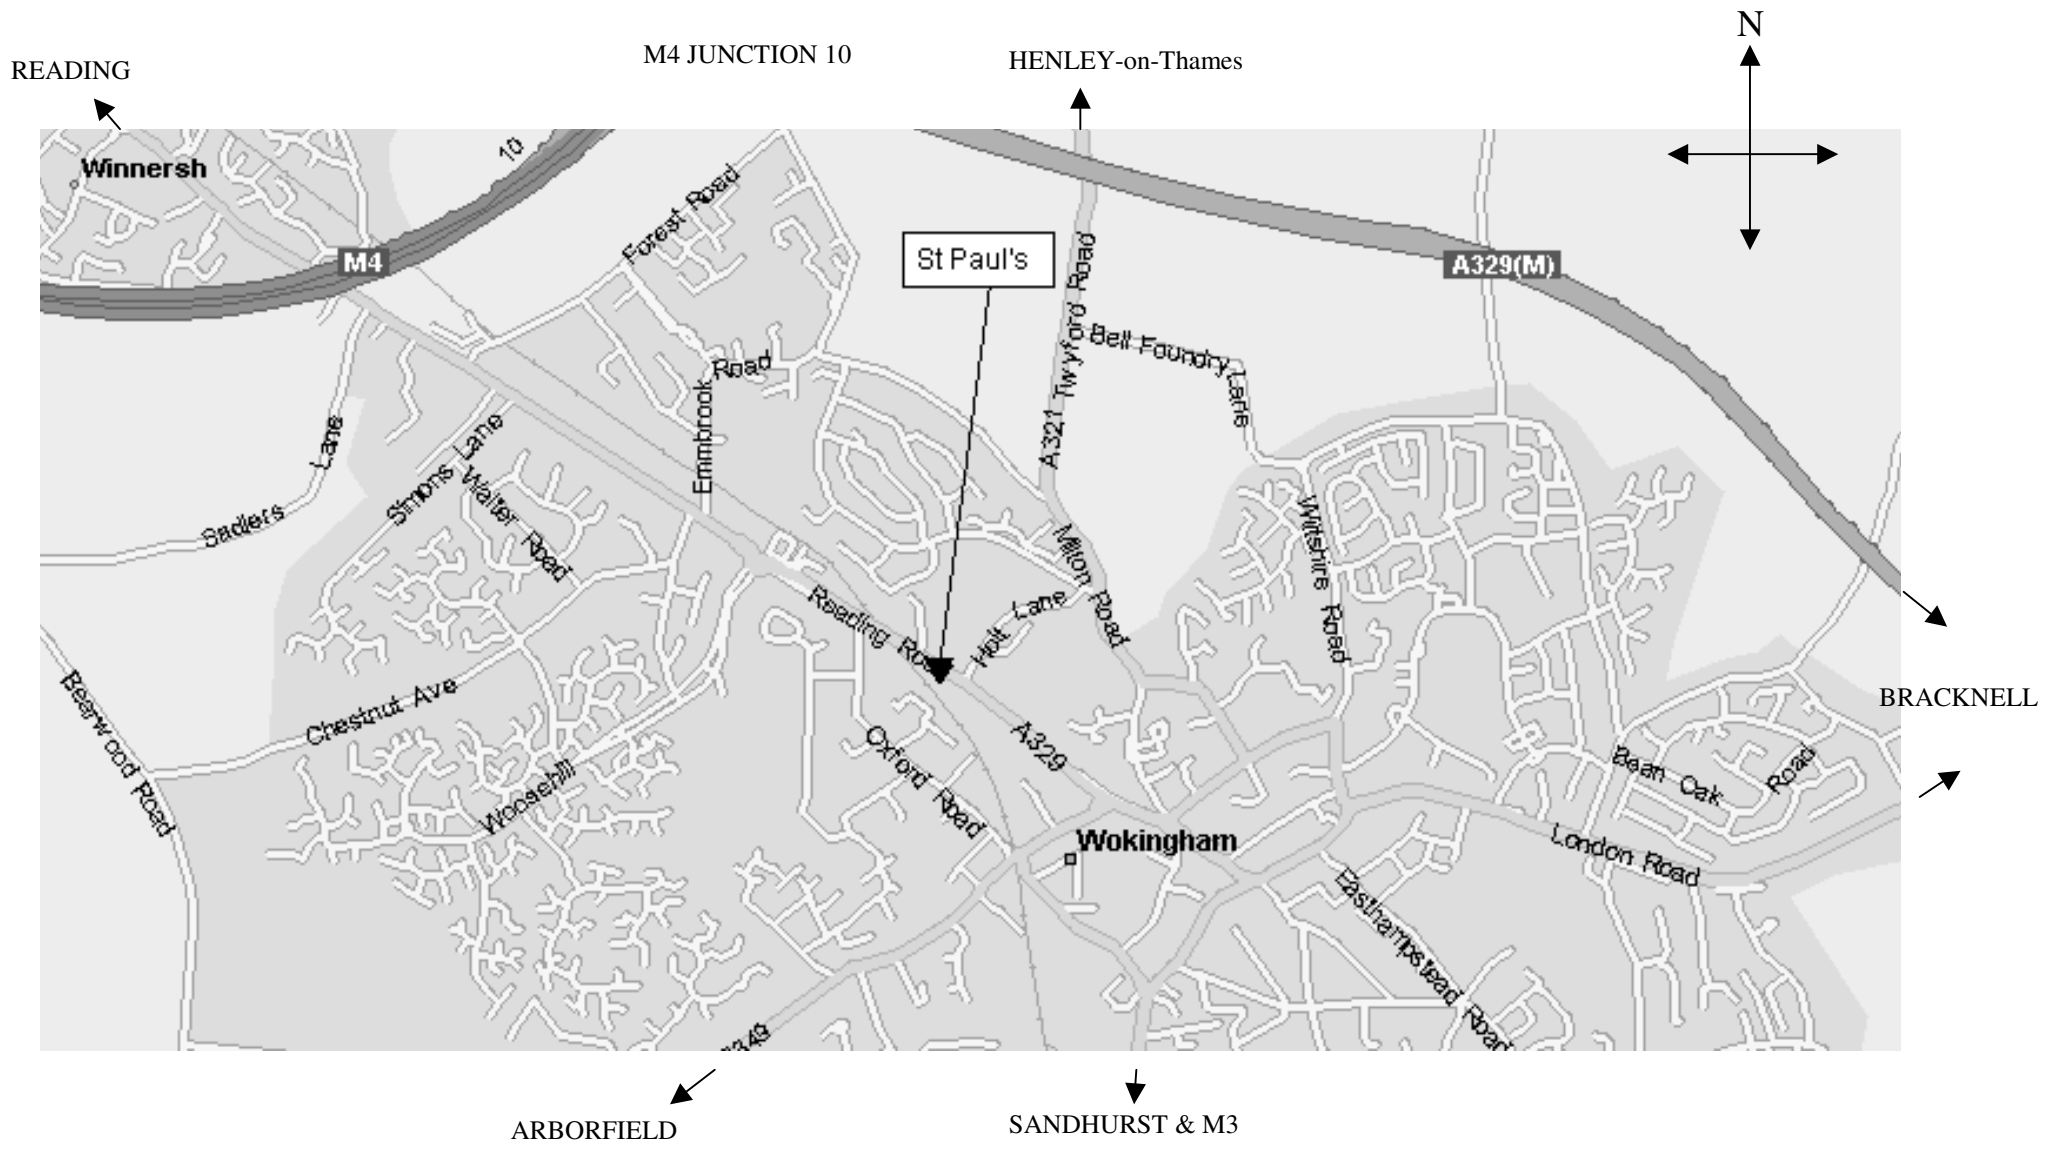 N
M4 JUNCTION 10
HENLEY-on-Thames
READING
10
Winnersh
Forest Road
St Paul's
M4
A329(M)
A321 Twyford Road
Bell Foundry Lane
Emmbrook Road
Sadlers Lane
Simons Lane
Walter Road
Wiltshire Road
Milton Road
Holt Lane
Reading Road
Chestnut Ave
Bearwood Road
Woosehill
Oxford Road
A329
Wokingham
Bean Oak Road
London Road
Easthampstead Road
BRACKNELL
ARBORFIELD
SANDHURST & M3